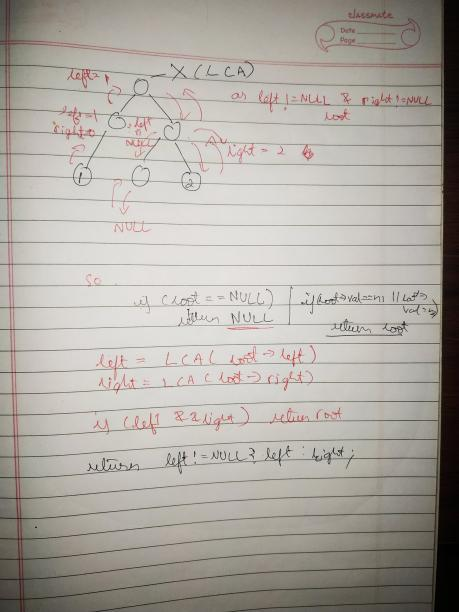 classmate
Date
Page
left = 1
X (LCA)
as left != NULL & right != NULL
root
left = 1
right = 0
left
NULL
right = 2
1
2
NULL
so
if (root == NULL)
return NULL
if root->val == n1 || root->
val =
return root
left = LCA ( root -> left )
right = LCA ( root -> right )
if (left && right) return root
return left != NULL ? left : right ;